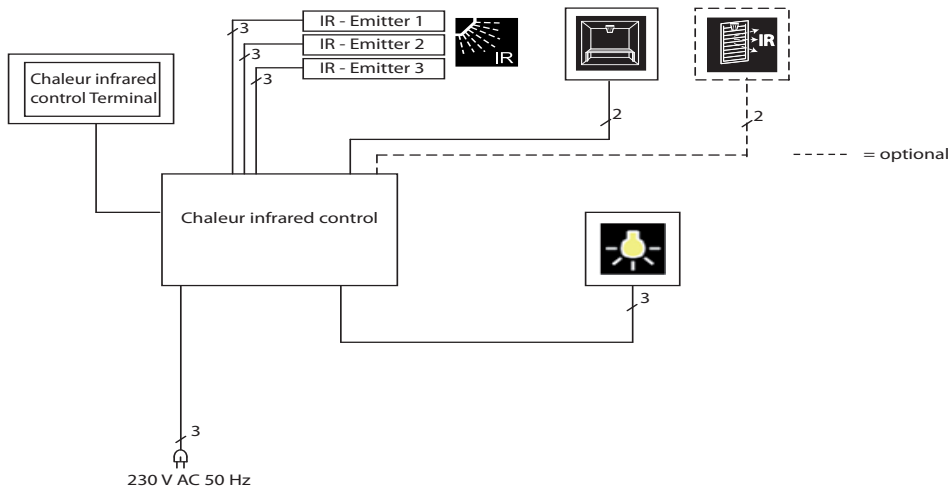 3
IR - Emitter 1
3
IR - Emitter 2
3
IR - Emitter 3
IR
IR
Chaleur infrared
control Terminal
2
2
= optional
Chaleur infrared control
3
3
230 V AC 50 Hz